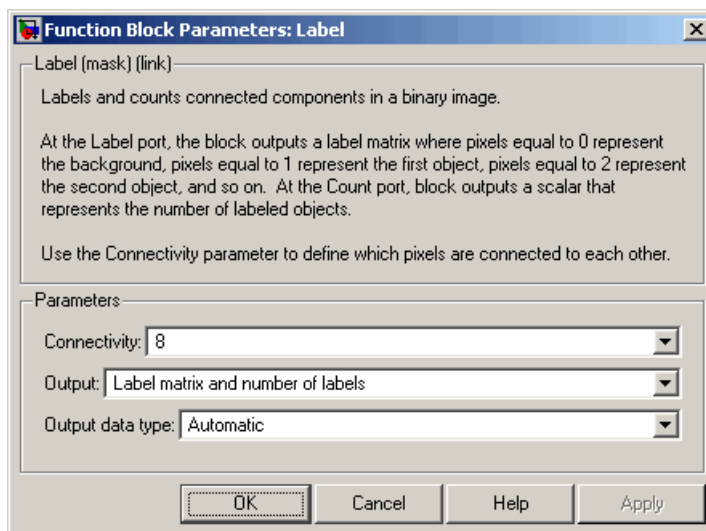 Function Block Parameters: Label
Label (mask) (link)
Labels and counts connected components in a binary image.
At the Label port, the block outputs a label matrix where pixels equal to 0 represent
the background, pixels equal to 1 represent the first object, pixels equal to 2 represent
the second object, and so on.  At the Count port, block outputs a scalar that
represents the number of labeled objects.
Use the Connectivity parameter to define which pixels are connected to each other.
Parameters
Connectivity: 8
Output: Label matrix and number of labels
Output data type: Automatic
OK Cancel Help Apply